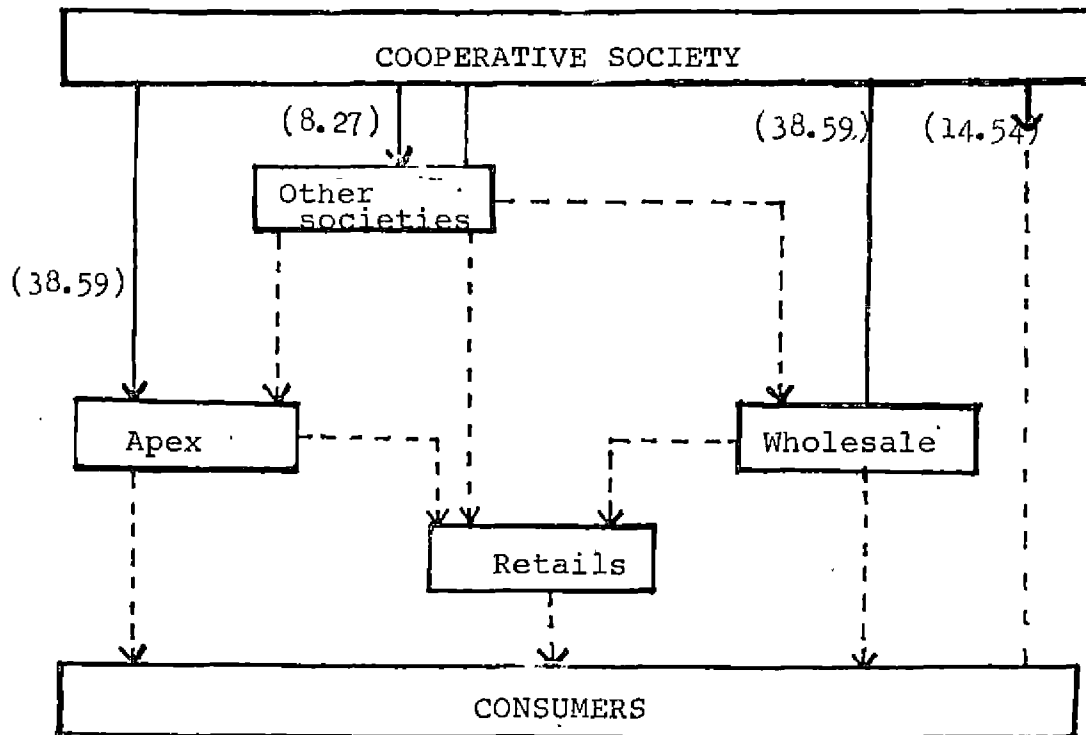 COOPERATIVE SOCIETY
(8.27)
(38.59)
(14.54)
Other
societies
(38.59)
Apex
Wholesale
Retails
CONSUMERS